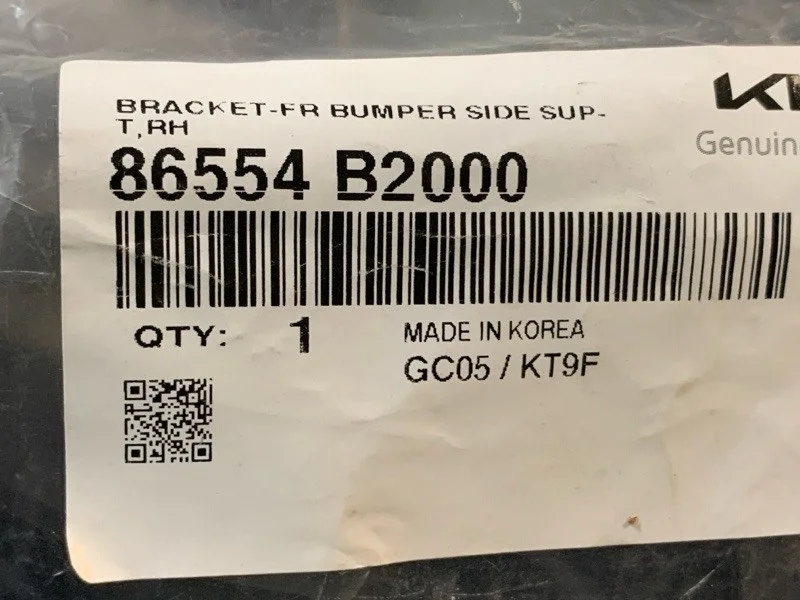 BRACKET-FR BUMPER SIDE SUP-
T,RH
86554 B2000
QTY: 1
MADE IN KOREA
GC05 / KT9F